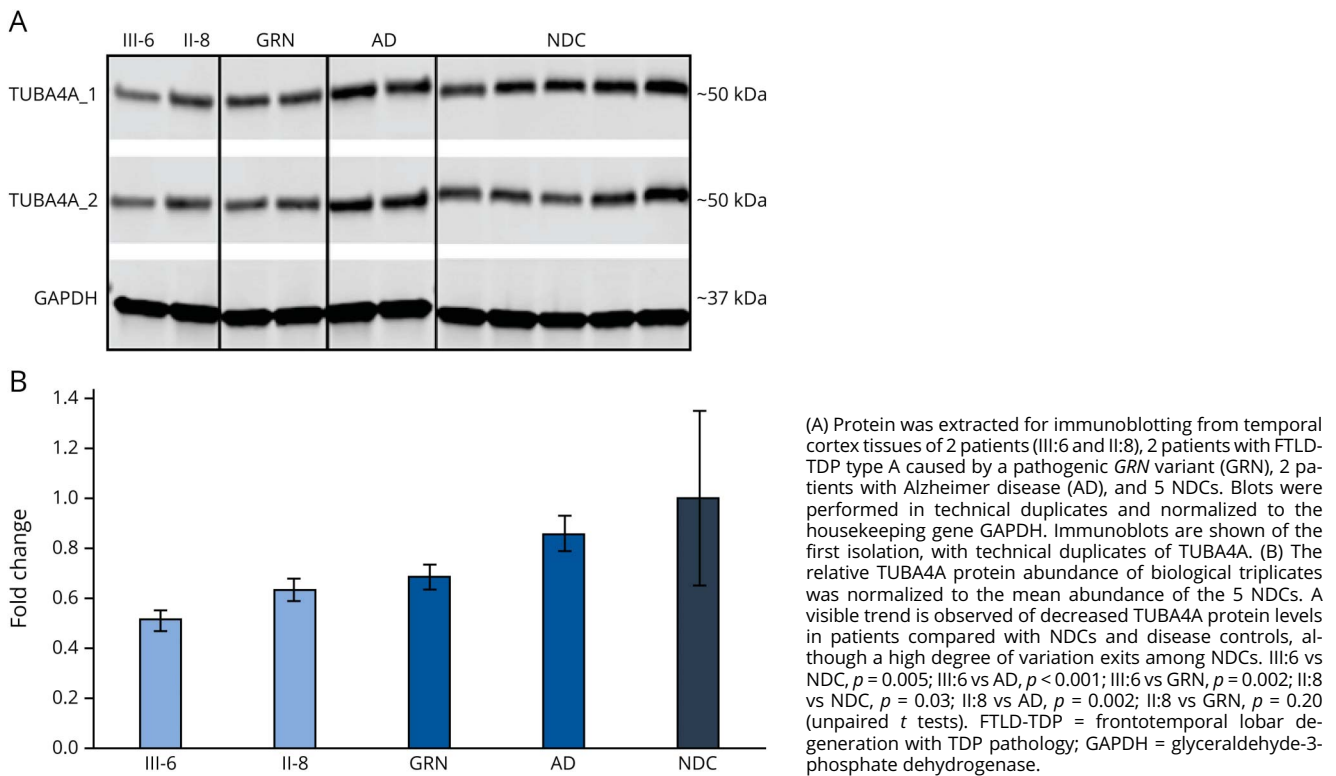 A
III-6 II-8 GRN AD NDC
TUBA4A_1 ~50 kDa
TUBA4A_2 ~50 kDa
GAPDH ~37 kDa
B
Fold change
1.4
1.2
1.0
0.8
0.6
0.4
0.2
0.0
III-6 II-8 GRN AD NDC
(A) Protein was extracted for immunoblotting from temporal
cortex tissues of 2 patients (III:6 and II:8), 2 patients with FTLD-
TDP type A caused by a pathogenic GRN variant (GRN), 2 pa-
tients with Alzheimer disease (AD), and 5 NDCs. Blots were
performed in technical duplicates and normalized to the
housekeeping gene GAPDH. Immunoblots are shown of the
first isolation, with technical duplicates of TUBA4A. (B) The
relative TUBA4A protein abundance of biological triplicates
was normalized to the mean abundance of the 5 NDCs. A
visible trend is observed of decreased TUBA4A protein levels
in patients compared with NDCs and disease controls, al-
though a high degree of variation exits among NDCs. III:6 vs
NDC, p = 0.005; III:6 vs AD, p < 0.001; III:6 vs GRN, p = 0.002; II:8
vs NDC, p = 0.03; II:8 vs AD, p = 0.002; II:8 vs GRN, p = 0.20
(unpaired t tests). FTLD-TDP = frontotemporal lobar de-
generation with TDP pathology; GAPDH = glyceraldehyde-3-
phosphate dehydrogenase.